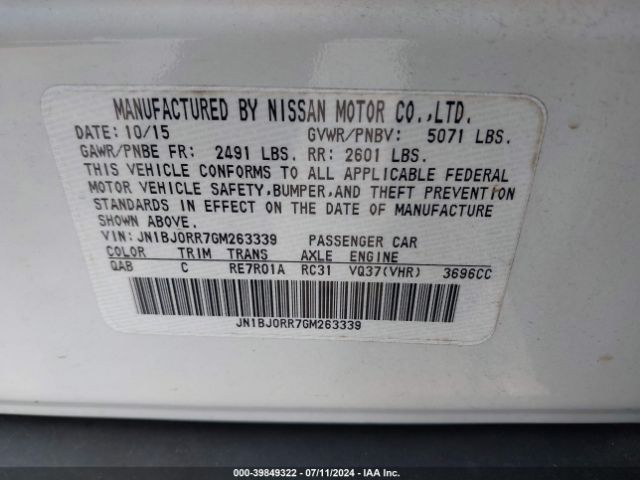 MANUFACTURED BY NISSAN MOTOR CO.,LTD.
DATE: 10/15 GVWR/PNBV: 5071 LBS.
GAWR/PNBE FR: 2491 LBS. RR: 2601 LBS.
THIS VEHICLE CONFORMS TO ALL APPLICABLE FEDERAL
MOTOR VEHICLE SAFETY,BUMPER,AND THEFT PREVENTION
STANDARDS IN EFFECT ON THE DATE OF MANUFACTURE
SHOWN ABOVE.
VIN: JN1BJ0RR7GM263339 PASSENGER CAR
COLOR TRIM TRANS AXLE ENGINE
QAB C RE7R01A RC31 VQ37(VHR) 3696CC
JN1BJ0RR7GM263339
000-39849322 - 07/11/2024 - IAA Inc.